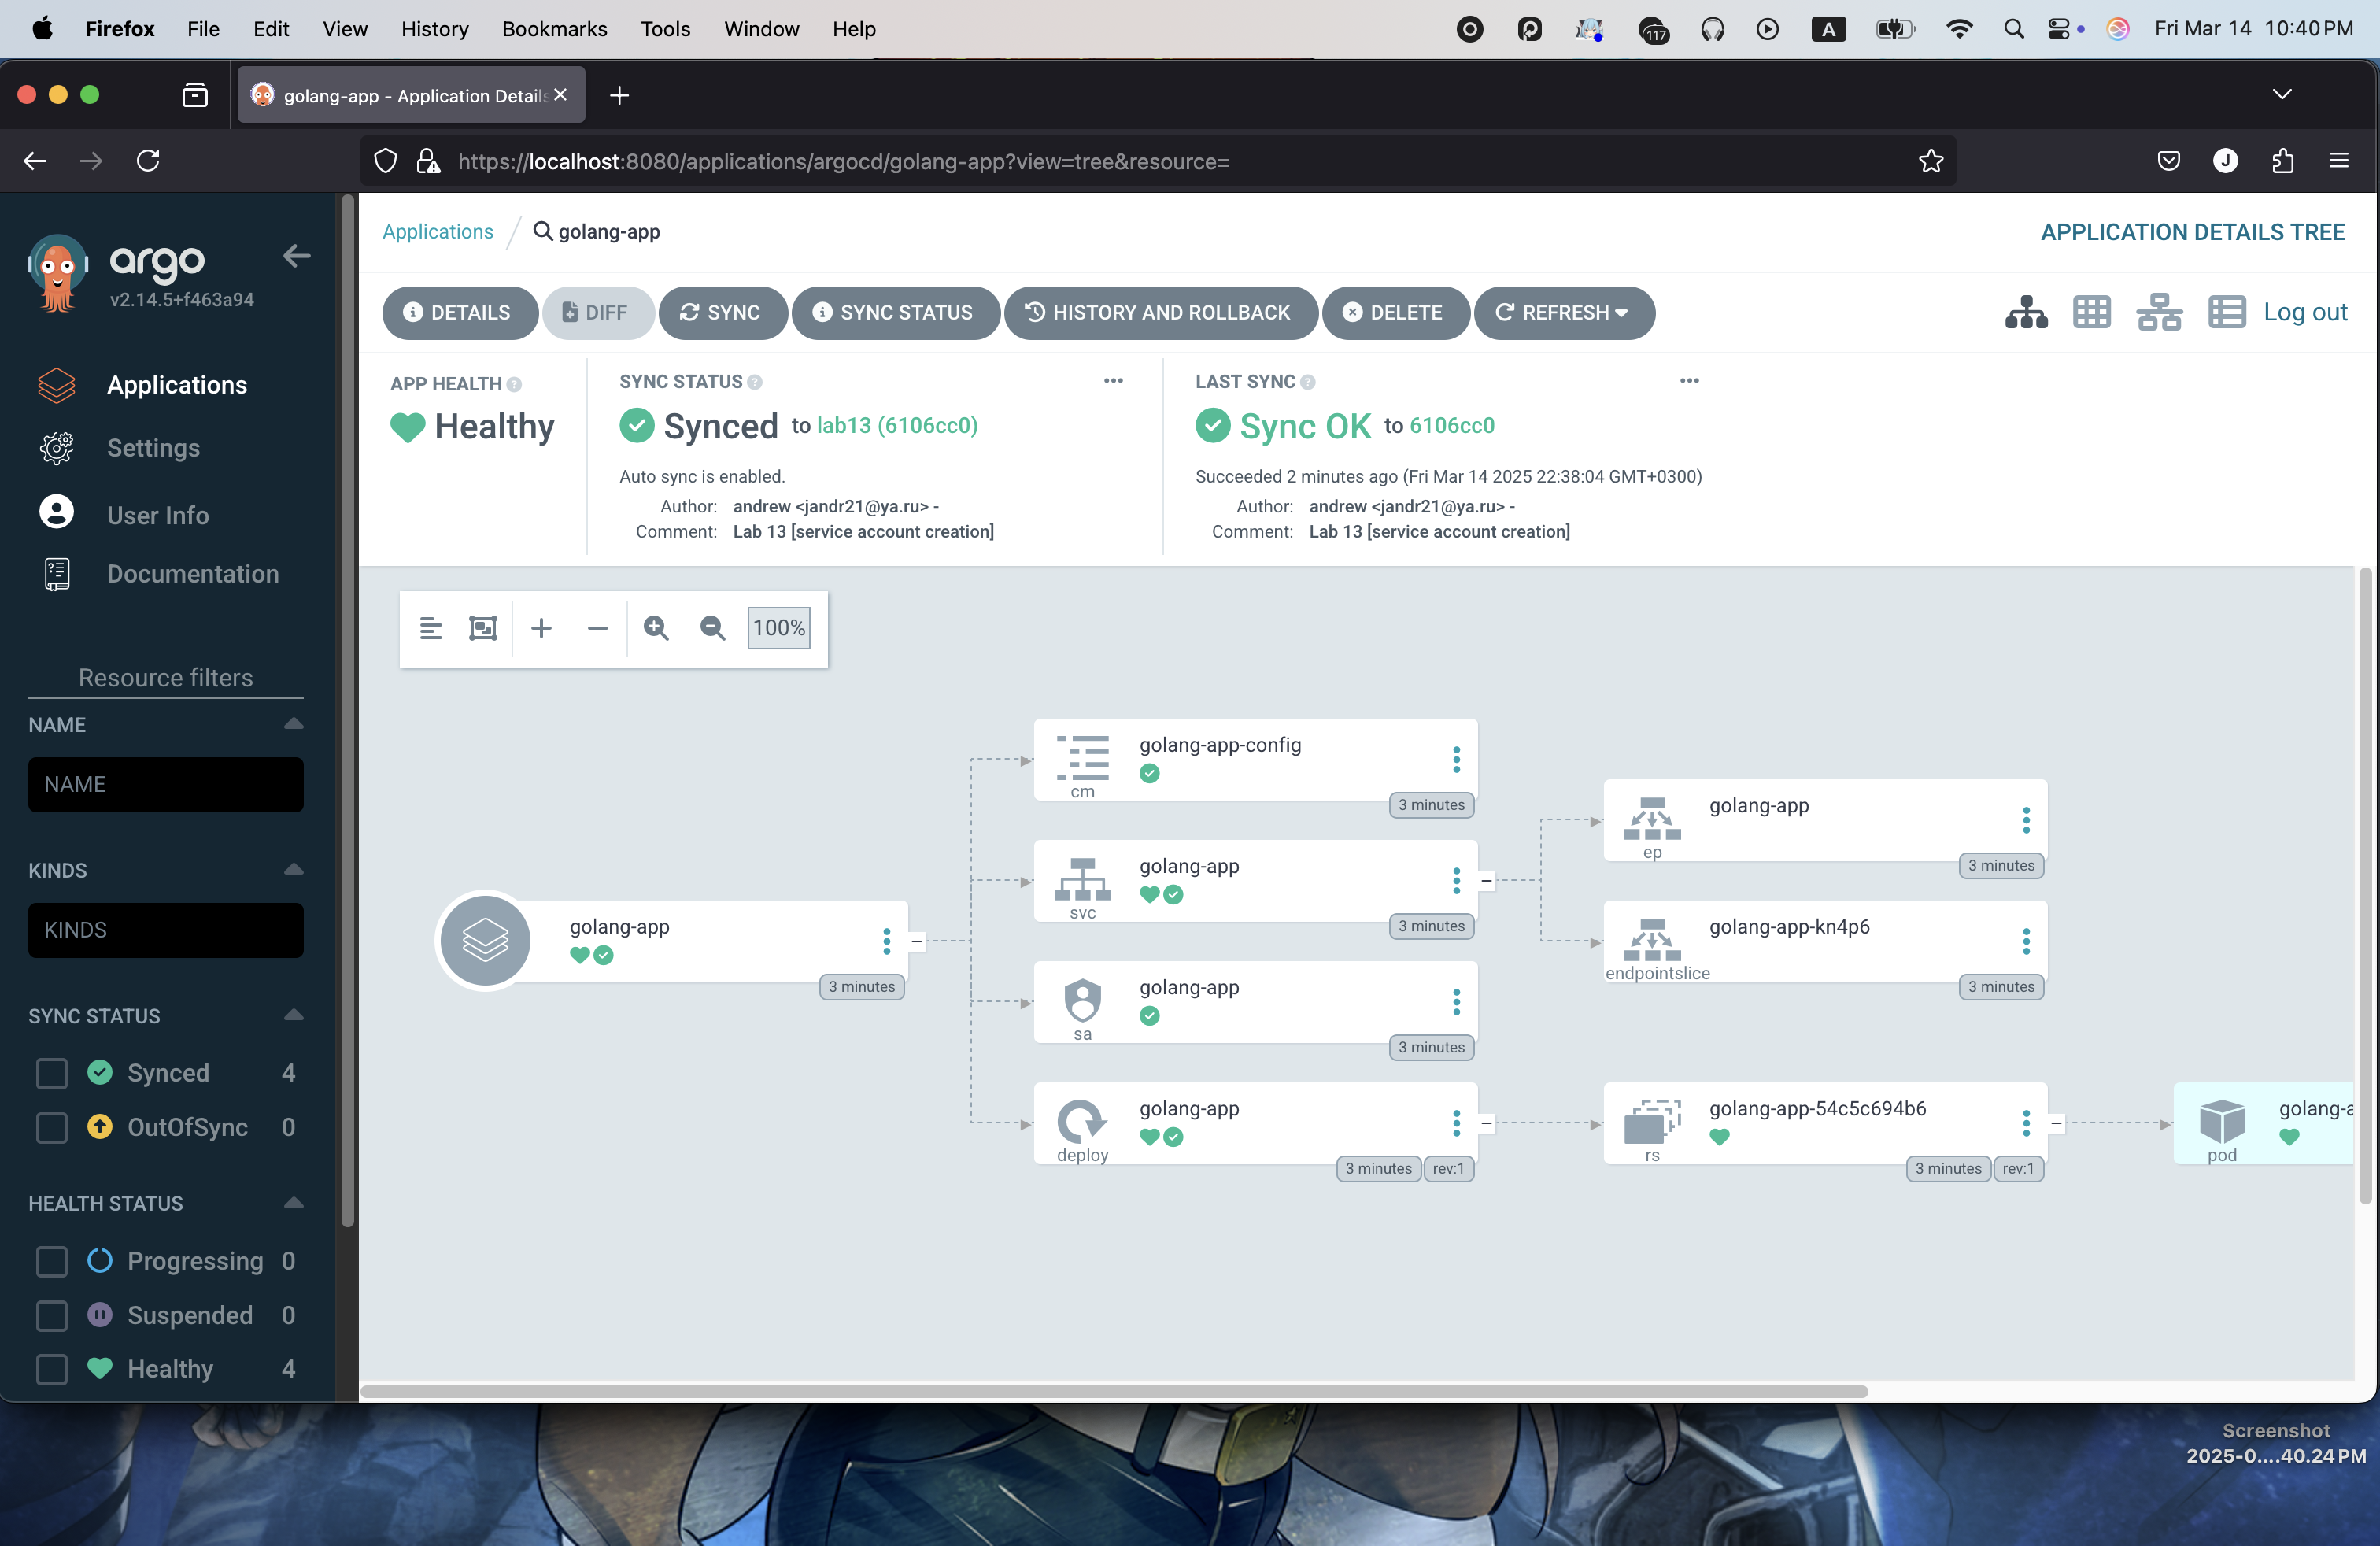 Firefox File Edit View History Bookmarks Tools Window Help 117 A Fri Mar 14 10:40 PM
golang-app - Application Details
J
https://localhost:8080/applications/argocd/golang-app?view=tree&resource=
argo
v2.14.5+f463a94
Applications
Settings
User Info
Documentation
Resource filters
NAME
NAME
KINDS
KINDS
SYNC STATUS
Synced 4
OutOfSync 0
HEALTH STATUS
Progressing 0
Suspended 0
Healthy 4
Applications / golang-app
APPLICATION DETAILS TREE
DETAILS DIFF SYNC SYNC STATUS HISTORY AND ROLLBACK DELETE REFRESH Log out
APP HEALTH
Healthy
SYNC STATUS
Synced to lab13 (6106cc0)
Auto sync is enabled.
Author: andrew <jandr21@ya.ru> -
Comment: Lab 13 [service account creation]
LAST SYNC
Sync OK to 6106cc0
Succeeded 2 minutes ago (Fri Mar 14 2025 22:38:04 GMT+0300)
Author: andrew <jandr21@ya.ru> -
Comment: Lab 13 [service account creation]
100%
golang-app
3 minutes
golang-app-config
cm
3 minutes
golang-app
svc
3 minutes
golang-app
sa
3 minutes
golang-app
deploy
3 minutes rev:1
golang-app
ep
3 minutes
golang-app-kn4p6
endpointslice
3 minutes
golang-app-54c5c694b6
rs
3 minutes rev:1
golang-a
pod
Screenshot
2025-0....40.24 PM